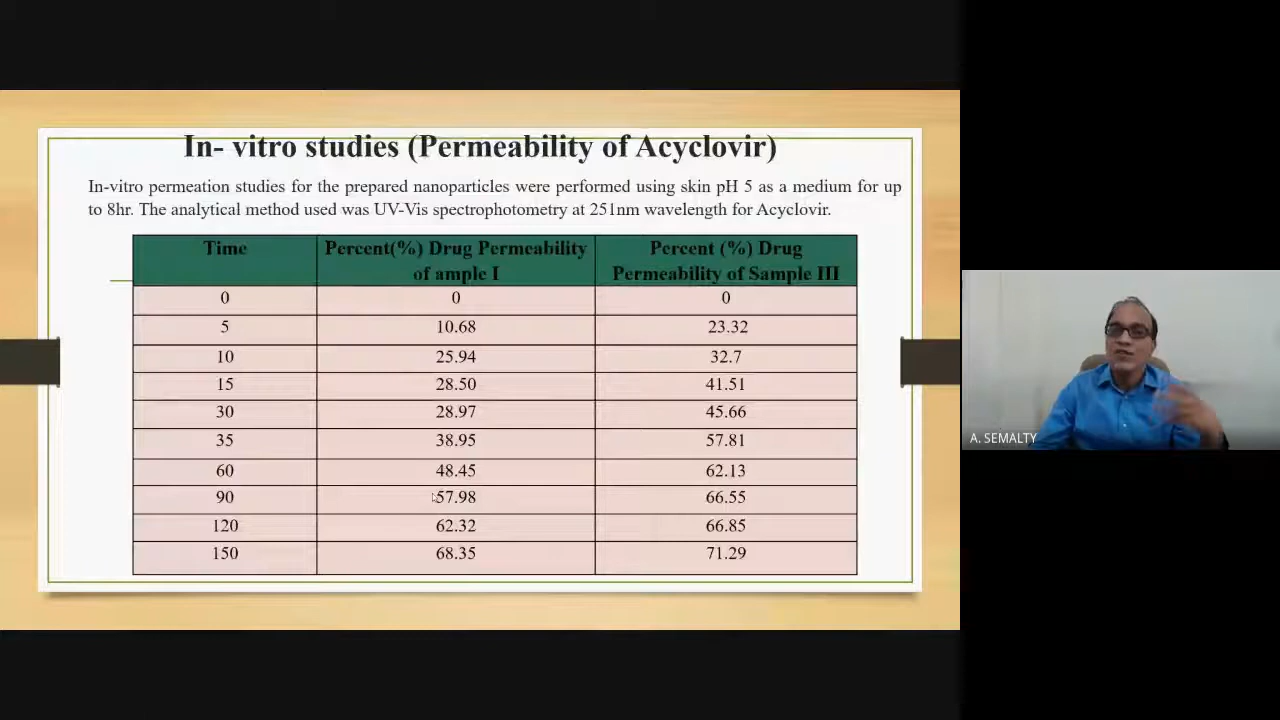 In- vitro studies (Permeability of Acyclovir)
In-vitro permeation studies for the prepared nanoparticles were performed using skin pH 5 as a medium for up
to 8hr. The analytical method used was UV-Vis spectrophotometry at 251nm wavelength for Acyclovir.
Time Percent(%) Drug Permeability of ample I Percent (%) Drug Permeability of Sample III
0 0 0
5 10.68 23.32
10 25.94 32.7
15 28.50 41.51
30 28.97 45.66
35 38.95 57.81
60 48.45 62.13
90 57.98 66.55
120 62.32 66.85
150 68.35 71.29
A. SEMALTY